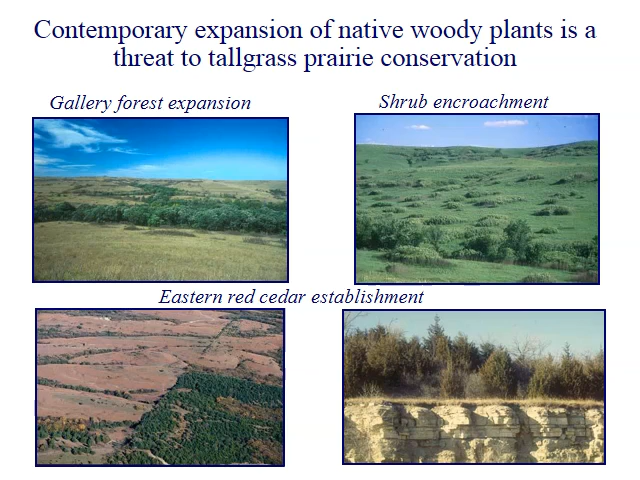 Contemporary expansion of native woody plants is a
threat to tallgrass prairie conservation
Gallery forest expansion
Shrub encroachment
Eastern red cedar establishment